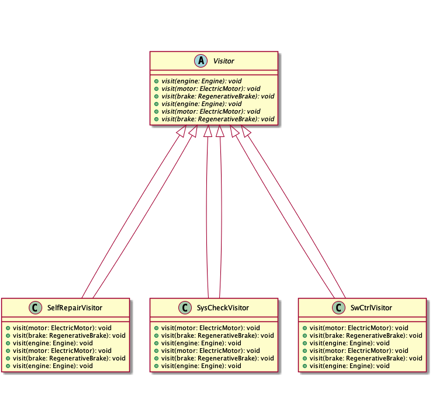 A Visitor
visit(engine: Engine): void
visit(motor: ElectricMotor): void
visit(brake: RegenerativeBrake): void
visit(engine: Engine): void
visit(motor: ElectricMotor): void
visit(brake: RegenerativeBrake): void
C SelfRepairVisitor
visit(motor: ElectricMotor): void
visit(brake: RegenerativeBrake): void
visit(engine: Engine): void
visit(motor: ElectricMotor): void
visit(brake: RegenerativeBrake): void
visit(engine: Engine): void
C SysCheckVisitor
visit(motor: ElectricMotor): void
visit(brake: RegenerativeBrake): void
visit(engine: Engine): void
visit(motor: ElectricMotor): void
visit(brake: RegenerativeBrake): void
visit(engine: Engine): void
C SwCtrlVisitor
visit(motor: ElectricMotor): void
visit(brake: RegenerativeBrake): void
visit(engine: Engine): void
visit(motor: ElectricMotor): void
visit(brake: RegenerativeBrake): void
visit(engine: Engine): void